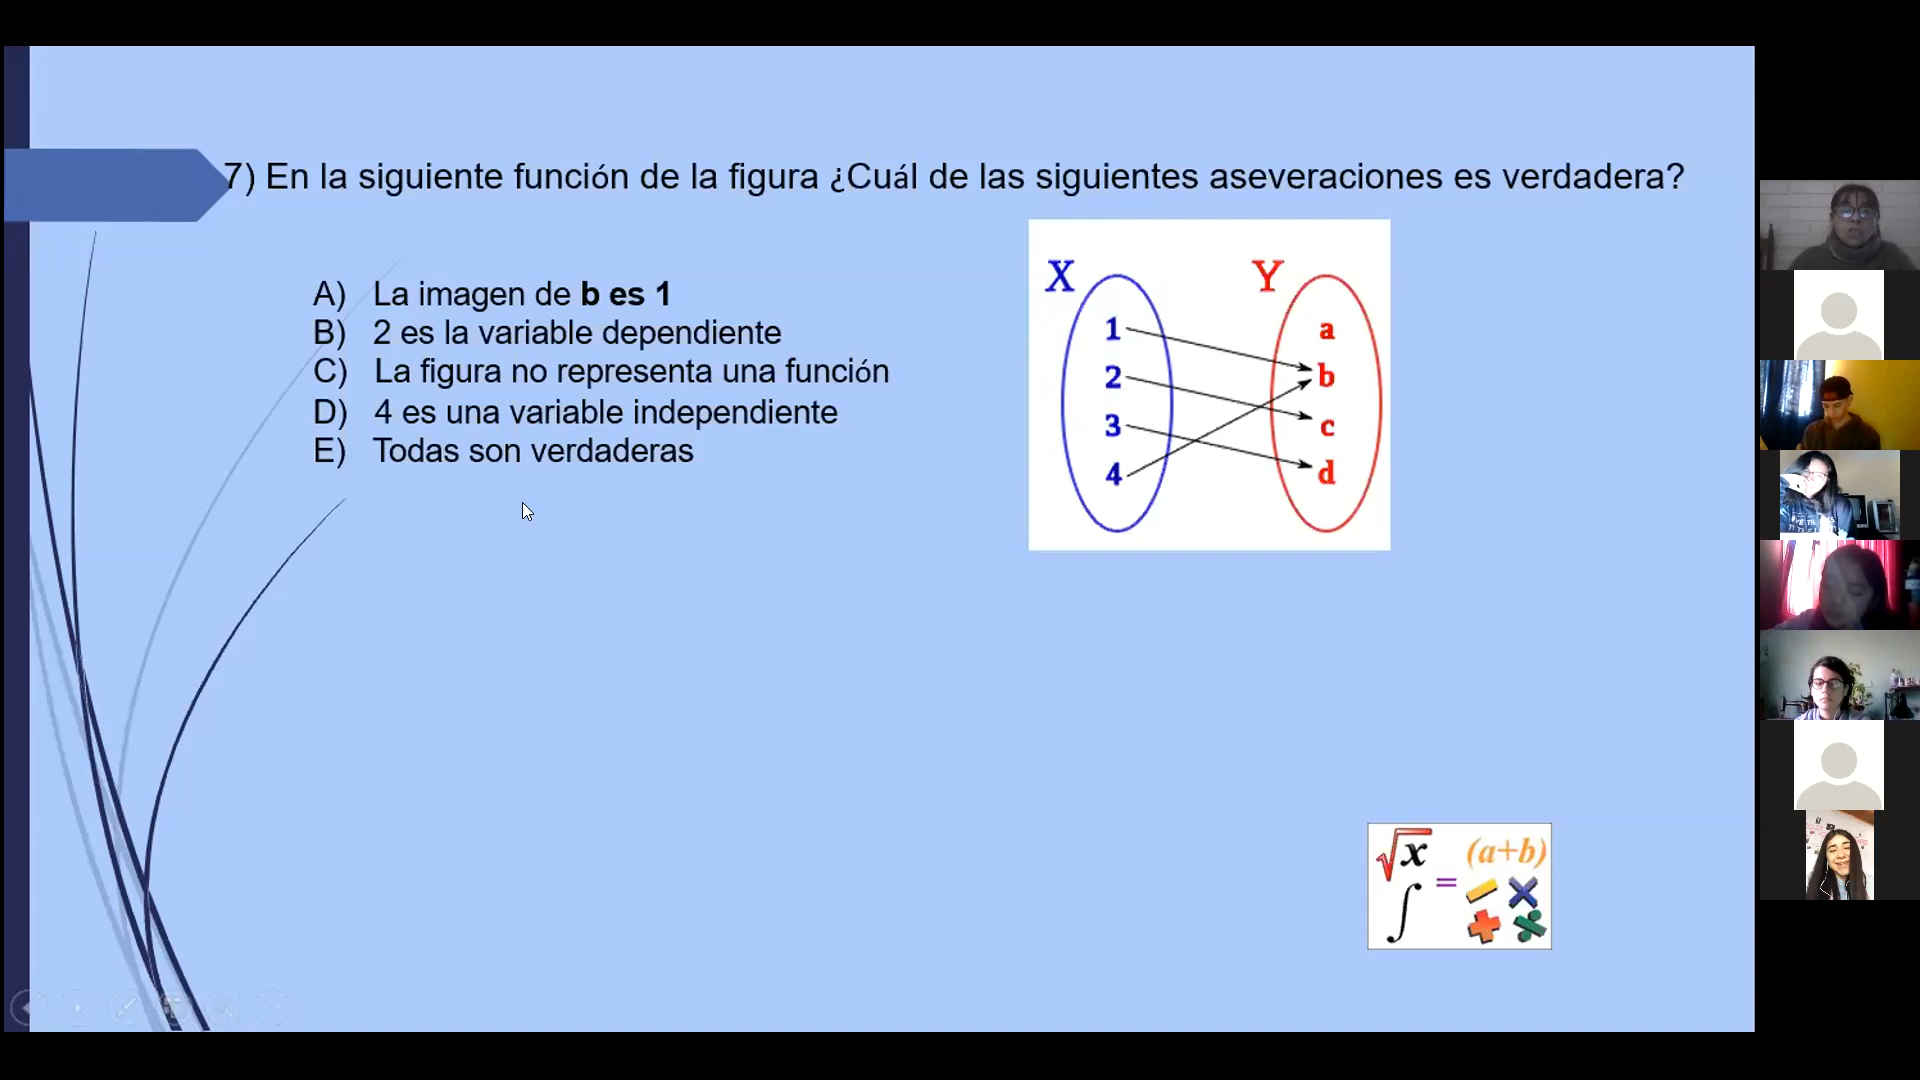 7) En la siguiente función de la figura ¿Cuál de las siguientes aseveraciones es verdadera?
A) La imagen de b es 1
B) 2 es la variable dependiente
C) La figura no representa una función
D) 4 es una variable independiente
E) Todas son verdaderas
X Y
1 a
2 b
3 c
4 d
√x (a+b)
∫ = − × + ÷